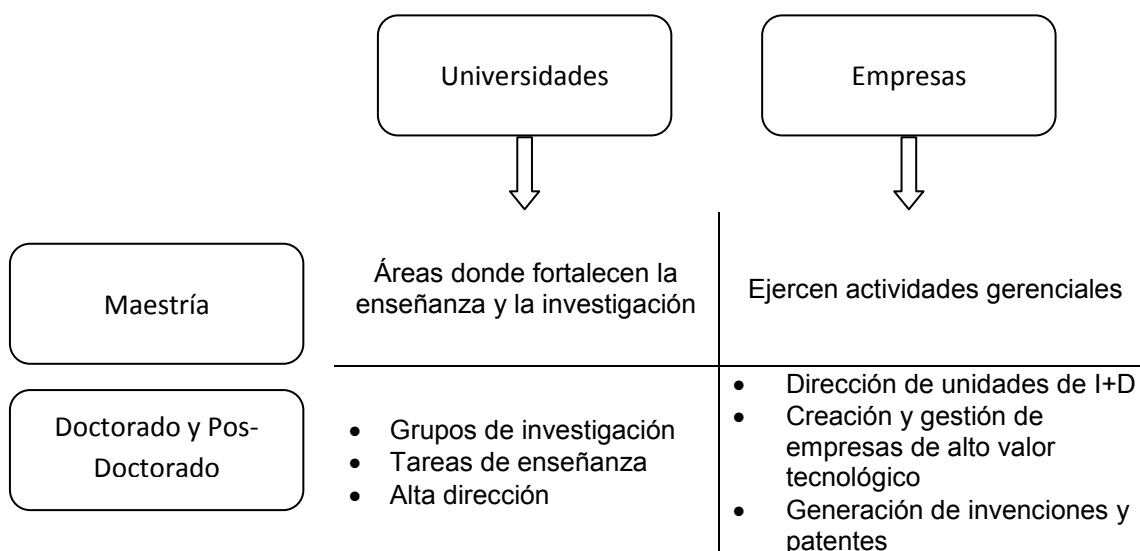 Universidades
Empresas
Maestría
Áreas donde fortalecen la
enseñanza y la investigación
Ejercen actividades gerenciales
Doctorado y Pos-
Doctorado
• Grupos de investigación
• Tareas de enseñanza
• Alta dirección
• Dirección de unidades de I+D
• Creación y gestión de
empresas de alto valor
tecnológico
• Generación de invenciones y
patentes